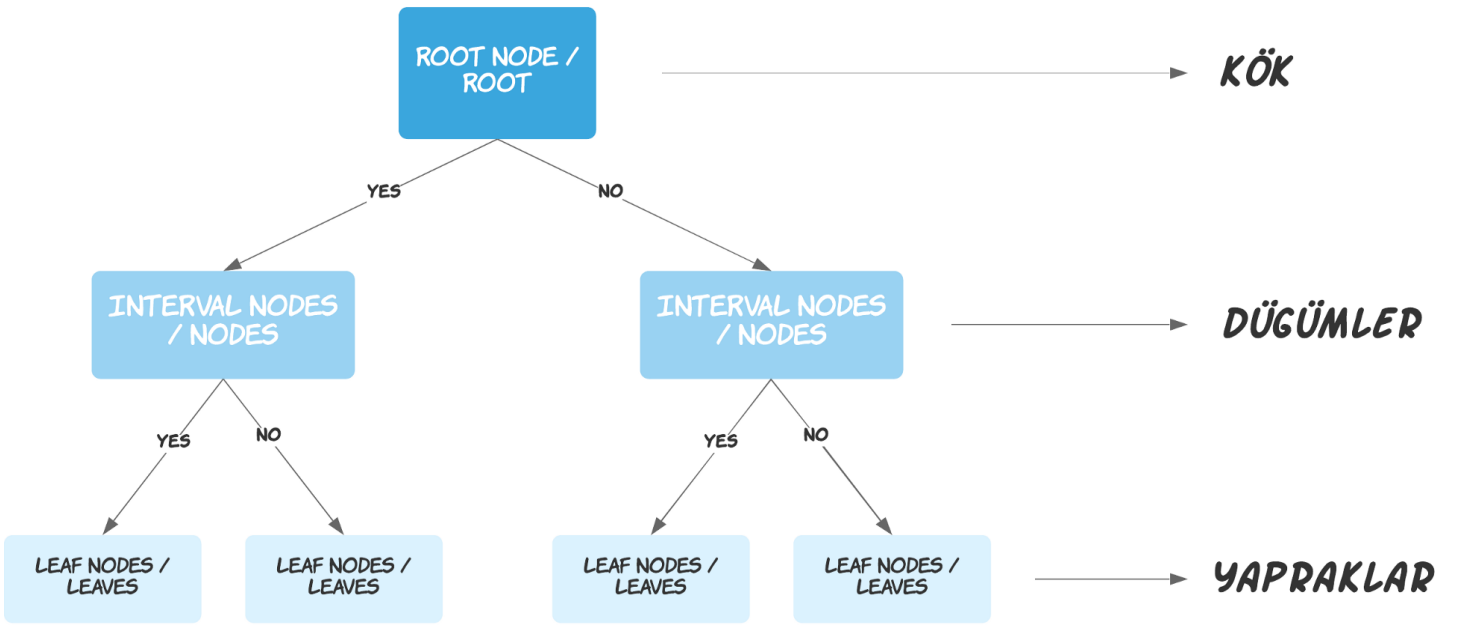 ROOT NODE /
ROOT
KÖK
YES
NO
INTERVAL NODES
/ NODES
INTERVAL NODES
/ NODES
DÜGÜMLER
YES
NO
YES
NO
LEAF NODES /
LEAVES
LEAF NODES /
LEAVES
LEAF NODES /
LEAVES
LEAF NODES /
LEAVES
YAPRAKLAR